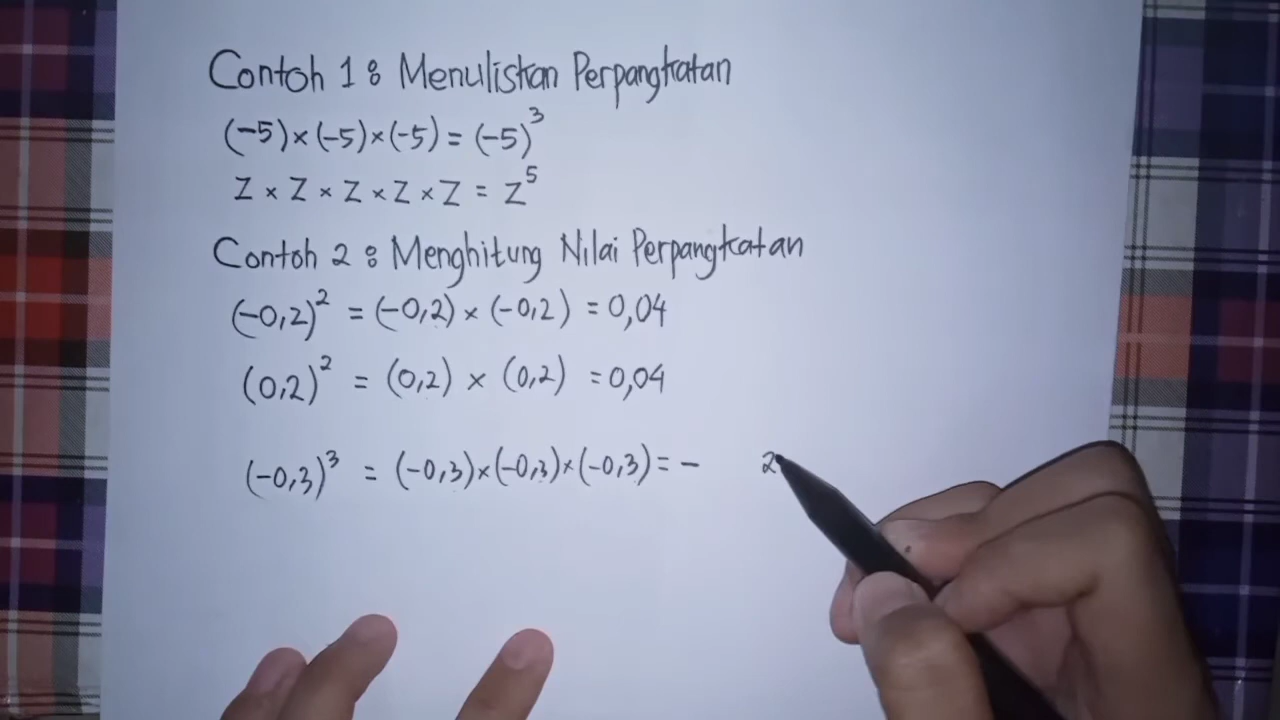 Contoh 1 : Menuliskan Perpangkatan
(-5)×(-5)×(-5) = (-5)³
Z × Z × Z × Z × Z = Z⁵
Contoh 2 : Menghitung Nilai Perpangkatan
(-0,2)² = (-0,2) × (-0,2) = 0,04
(0,2)² = (0,2) × (0,2) = 0,04
(-0,3)³ = (-0,3)×(-0,3)×(-0,3) = - 2